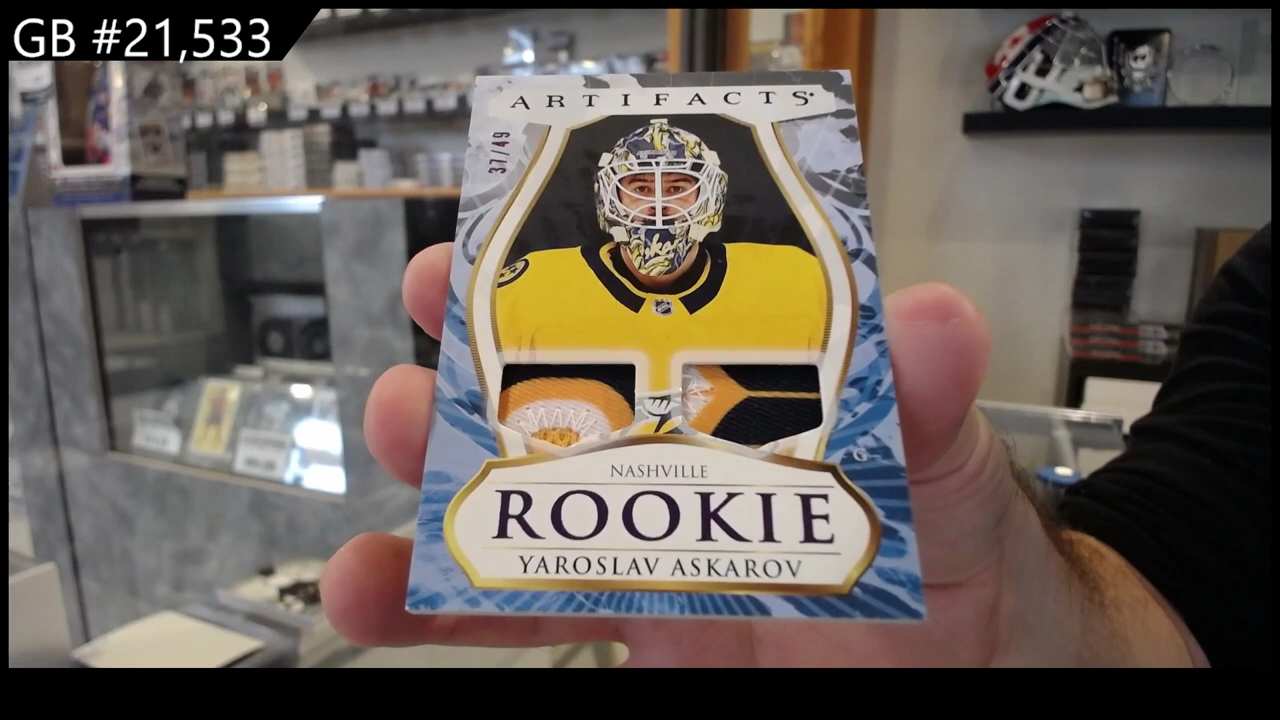 GB #21,533
ARTIFACTS
37/49
NASHVILLE
ROOKIE
YAROSLAV ASKAROV
G